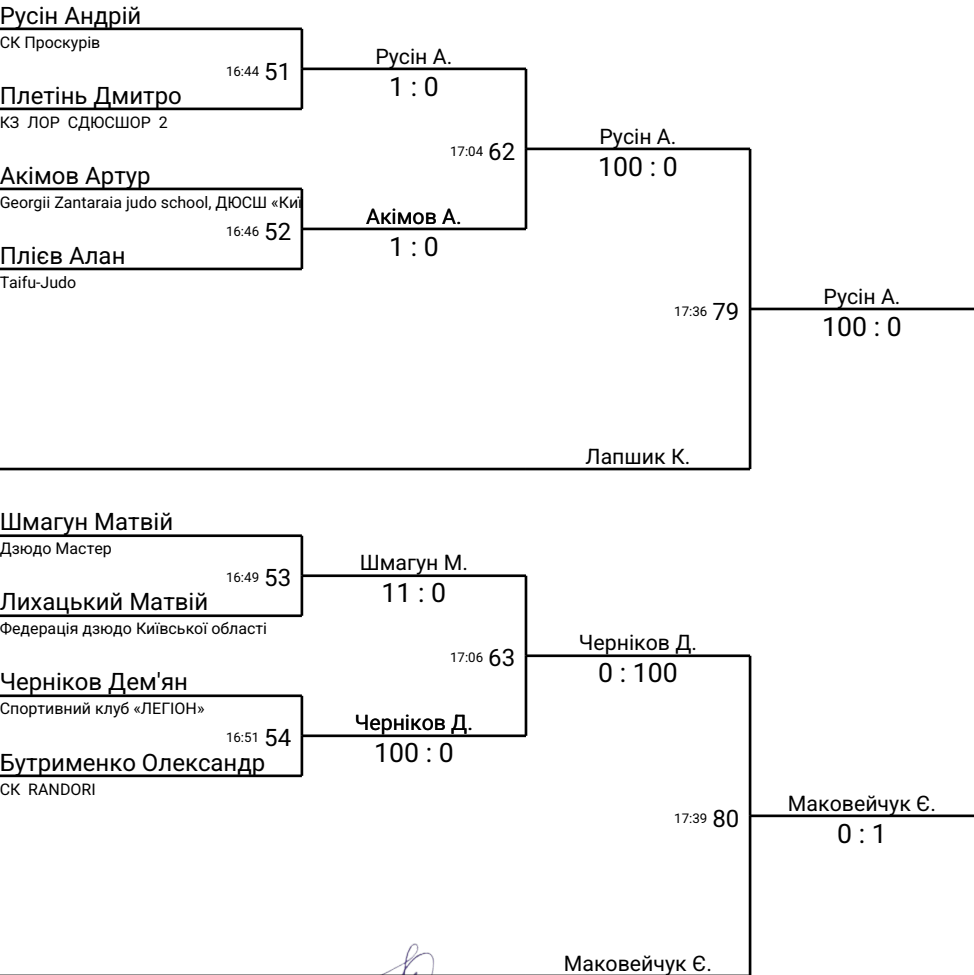 Русін Андрій
СК Проскурів
16:44 51
Плетінь Дмитро
КЗ ЛОР СДЮСШОР 2
Русін А.
1 : 0
17:04 62
Акімов Артур
Georgii Zantaraia judo school, ДЮСШ «Киї
16:46 52
Плієв Алан
Taifu-Judo
Акімов А.
1 : 0
Русін А.
100 : 0
17:36 79
Лапшик К.
Русін А.
100 : 0
Шмагун Матвій
Дзюдо Мастер
16:49 53
Лихацький Матвій
Федерація дзюдо Київської області
Шмагун М.
11 : 0
17:06 63
Черніков Дем'ян
Спортивний клуб «ЛЕГІОН»
16:51 54
Бутрименко Олександр
СК RANDORI
Черніков Д.
100 : 0
Черніков Д.
0 : 100
17:39 80
Маковейчук Є.
Маковейчук Є.
0 : 1